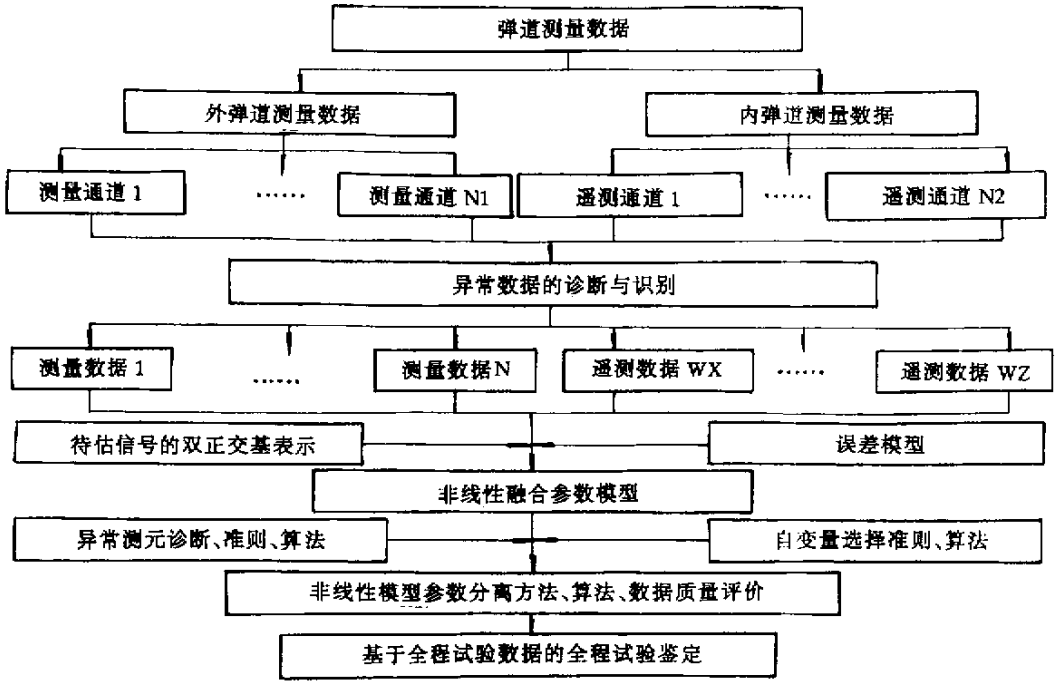 弹道测量数据
外弹道测量数据
内弹道测量数据
测量通道 1
……
测量通道 N1
遥测通道 1
……
遥测通道 N2
异常数据的诊断与识别
测量数据 1
……
测量数据 N
遥测数据 WX
……
遥测数据 WZ
待估信号的双正交基表示
误差模型
非线性融合参数模型
异常测元诊断、准则、算法
自变量选择准则、算法
非线性模型参数分离方法、算法、数据质量评价
基于全程试验数据的全程试验鉴定